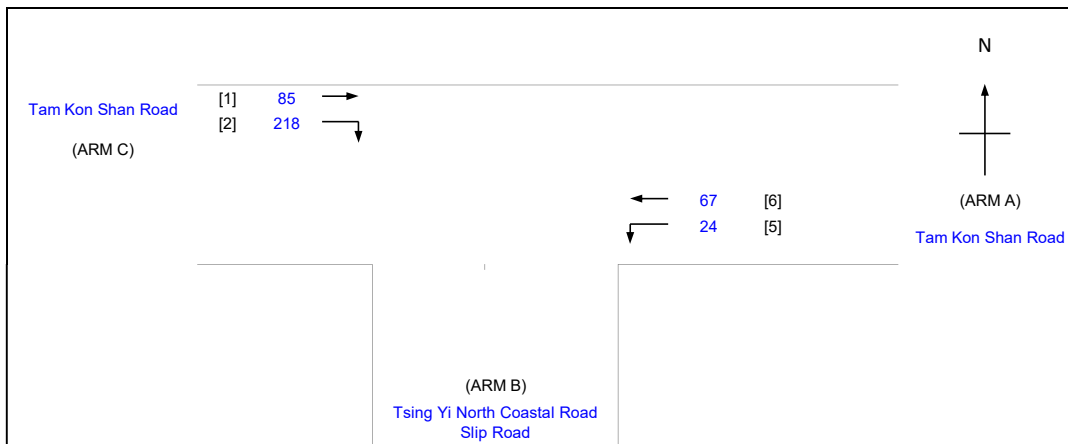 N
Tam Kon Shan Road [1] 85
[2] 218
(ARM C)
67 [6]
(ARM A)
24 [5]
Tam Kon Shan Road
(ARM B)
Tsing Yi North Coastal Road
Slip Road